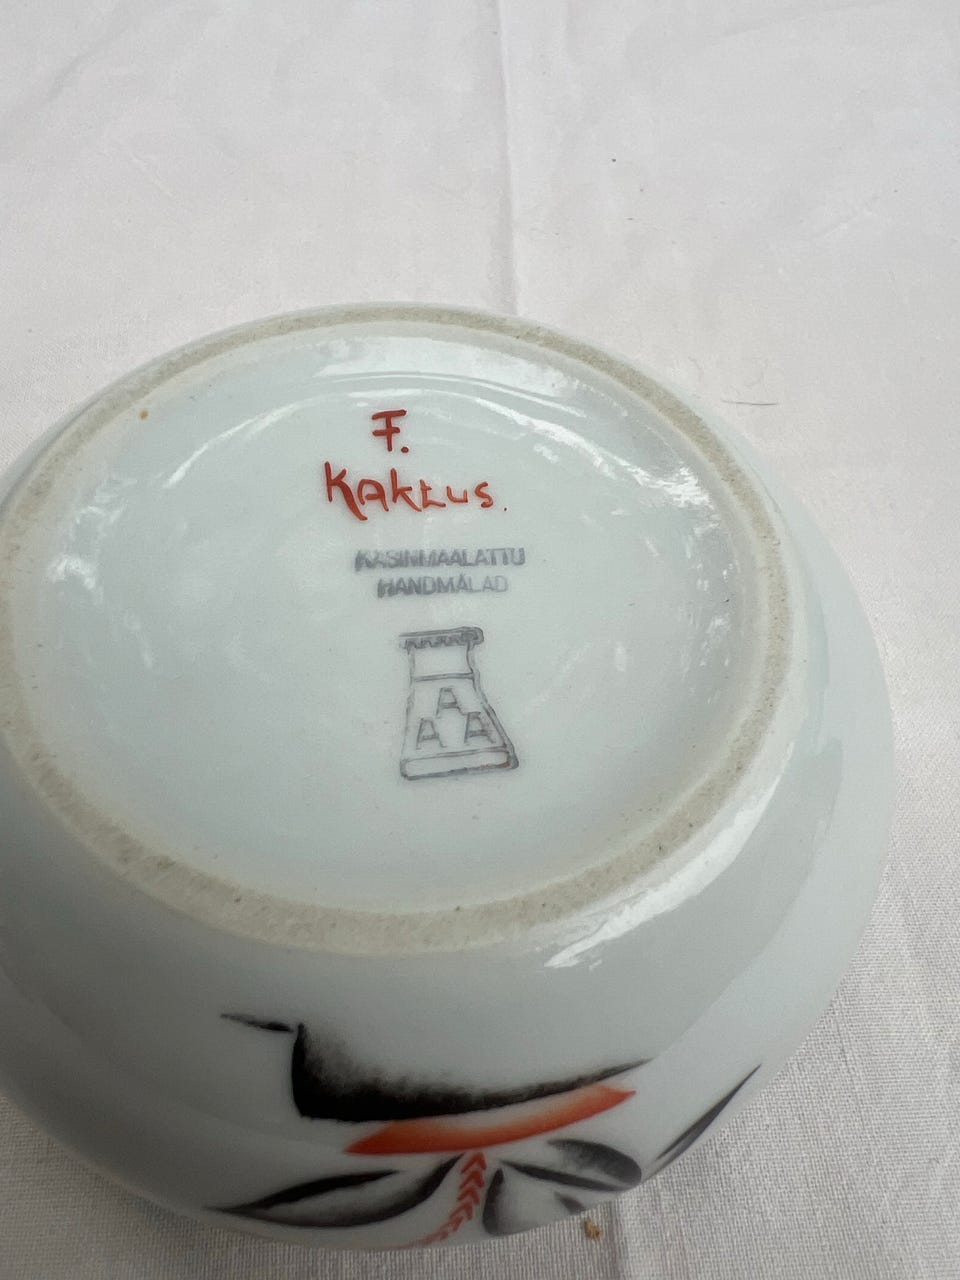 F.
KAKtUS.
KÄSINMAALATTU
HANDMÅLAD
A
A A